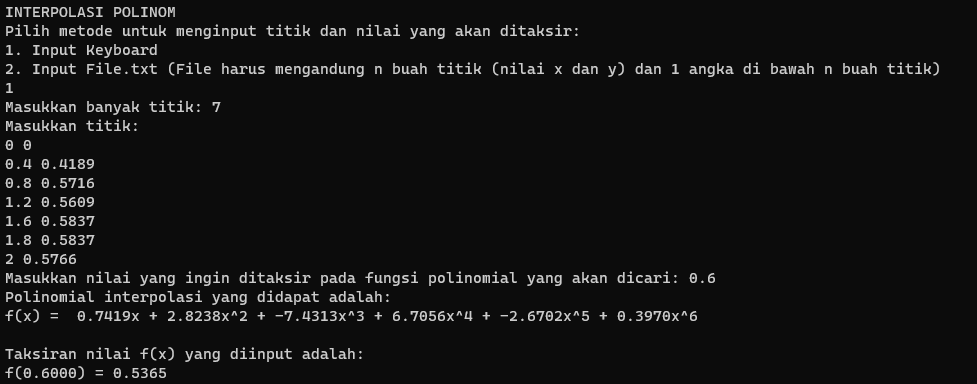 INTERPOLASI POLINOM
Pilih metode untuk menginput titik dan nilai yang akan ditaksir:
1. Input Keyboard
2. Input File.txt (File harus mengandung n buah titik (nilai x dan y) dan 1 angka di bawah n buah titik)
1
Masukkan banyak titik: 7
Masukkan titik:
0 0
0.4 0.4189
0.8 0.5716
1.2 0.5609
1.6 0.5837
1.8 0.5837
2 0.5766
Masukkan nilai yang ingin ditaksir pada fungsi polinomial yang akan dicari: 0.6
Polinomial interpolasi yang didapat adalah:
f(x) =  0.7419x + 2.8238x^2 + -7.4313x^3 + 6.7056x^4 + -2.6702x^5 + 0.3970x^6
Taksiran nilai f(x) yang diinput adalah:
f(0.6000) = 0.5365